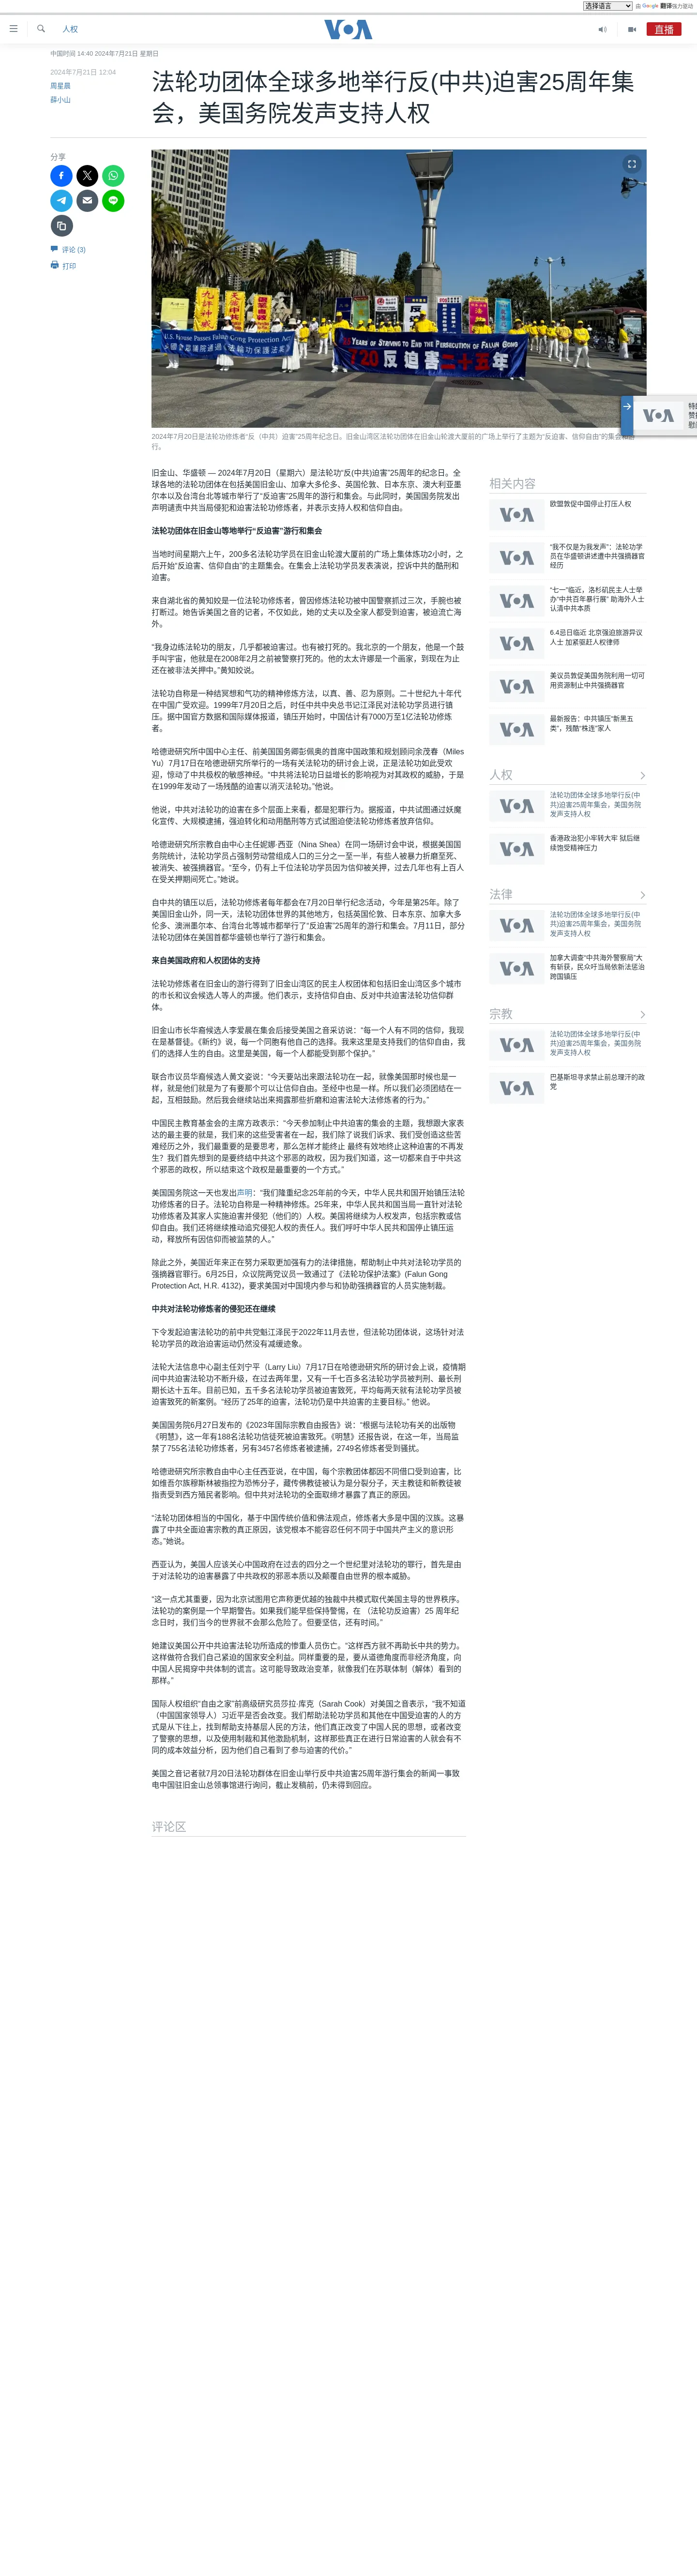 选择语言 由 Google 翻译强力驱动
人权
VOA
直播
中国时间 14:40 2024年7月21日 星期日
2024年7月21日 12:04
周星晨
薛小山
法轮功团体全球多地举行反(中共)迫害25周年集
会，美国务院发声支持人权
分享
评论 (3)
打印
U.S. House Passes Falun Gong Protection Act
720 反迫害二十五年
2024年7月20日是法轮功修炼者“反（中共）迫害”25周年纪念日。旧金山湾区法轮功团体在旧金山轮渡大厦前的广场上举行了主题为“反迫害、信仰自由”的集会和游
行。
旧金山、华盛顿 — 2024年7月20日（星期六）是法轮功“反(中共)迫害”25周年的纪念日。全
球各地的法轮功团体在包括美国旧金山、加拿大多伦多、英国伦敦、日本东京、澳大利亚墨
尔本以及台湾台北等城市举行了“反迫害”25周年的游行和集会。与此同时，美国国务院发出
声明谴责中共当局侵犯和迫害法轮功修炼者，并表示支持人权和信仰自由。
法轮功团体在旧金山等地举行“反迫害”游行和集会
当地时间星期六上午，200多名法轮功学员在旧金山轮渡大厦前的广场上集体炼功2小时，之
后开始“反迫害、信仰自由”的主题集会。在集会上法轮功学员发表演说，控诉中共的酷刑和
迫害。
来自湖北省的黄知姣是一位法轮功修炼者，曾因修炼法轮功被中国警察抓过三次，手腕也被
打断过。她告诉美国之音的记者，不仅如此，她的丈夫以及全家人都受到迫害，被迫流亡海
外。
“我身边炼法轮功的朋友，几乎都被迫害过。也有被打死的。我北京的一个朋友，他是一个鼓
手叫于宙，他就是在2008年2月之前被警察打死的。他的太太许娜是一个画家，到现在为止
还在被非法关押中。”黄知姣说。
法轮功自称是一种结冥想和气功的精神修炼方法，以真、善、忍为原则。二十世纪九十年代
在中国广受欢迎。1999年7月20日之后，时任中共中央总书记江泽民对法轮功学员进行镇
压。据中国官方数据和国际媒体报道，镇压开始时，中国估计有7000万至1亿法轮功修炼
者。
哈德逊研究所中国中心主任、前美国国务卿彭佩奥的首席中国政策和规划顾问余茂春（Miles
Yu）7月17日在哈德逊研究所举行的一场有关法轮功的研讨会上说，正是法轮功如此受欢
迎，惊动了中共极权的敏感神经。“中共将法轮功日益增长的影响视为对其政权的威胁，于是
在1999年发动了一场残酷的迫害以消灭法轮功。”他说。
他说，中共对法轮功的迫害在多个层面上来看，都是犯罪行为。据报道，中共试图通过妖魔
化宣传、大规模逮捕，强迫转化和动用酷刑等方式试图迫使法轮功修炼者放弃信仰。
哈德逊研究所宗教自由中心主任妮娜·西亚（Nina Shea）在同一场研讨会中说，根据美国国
务院统计，法轮功学员占强制劳动营组成人口的三分之一至一半，有些人被暴力折磨至死、
被消失、被强摘器官。“至今，仍有上千位法轮功学员因为信仰被关押，过去几年也有上百人
在受关押期间死亡。”她说。
自中共的镇压以后，法轮功修炼者每年都会在7月20日举行纪念活动，今年是第25年。除了
美国旧金山外，同一天，法轮功团体世界的其他地方，包括英国伦敦、日本东京、加拿大多
伦多、澳洲墨尔本、台湾台北等城市都举行了“反迫害”25周年的游行和集会。7月11日，部分
法轮功团体在美国首都华盛顿也举行了游行和集会。
来自美国政府和人权团体的支持
法轮功修炼者在旧金山的游行得到了旧金山湾区的民主人权团体和包括旧金山湾区多个城市
的市长和议会候选人等人的声援。他们表示，支持信仰自由、反对中共迫害法轮功信仰群
体。
旧金山市长华裔候选人李爱晨在集会后接受美国之音采访说：“每一个人有不同的信仰，我现
在是基督徒。《新约》说，每一个同胞有他自己的选择。我来这里是支持我们的信仰自由，我
们的选择人生的自由。这里是美国，每一个人都能受到那个保护。”
联合市议员华裔候选人黄文姿说：“今天要站出来跟法轮功在一起，就像美国那时候也是一
样，就是他们就是为了有要那个可以让信仰自由。圣经中也是一样。所以我们必须团结在一
起，互相鼓励。然后我会继续站出来揭露那些折磨和迫害法轮大法修炼者的行为。”
中国民主教育基金会的主席方政表示：“今天参加制止中共迫害的集会的主题，我想跟大家表
达的最主要的就是，我们来的这些受害者在一起，我们除了说我们诉求、我们受创造这些苦
难经历之外，我们最重要的是要思考，那么怎样才能终止 最终有效地终止这种迫害的不再发
生？我们首先想到的是要终结中共这个邪恶的政权，因为我们知道，这一切都来自于中共这
个邪恶的政权，所以结束这个政权是最重要的一个方式。”
美国国务院这一天也发出声明：“我们隆重纪念25年前的今天，中华人民共和国开始镇压法轮
功修炼者的日子。法轮功自称是一种精神修炼。25年来，中华人民共和国当局一直针对法轮
功修炼者及其家人实施迫害并侵犯（他们的）人权。美国将继续为人权发声，包括宗教或信
仰自由。我们还将继续推动追究侵犯人权的责任人。我们呼吁中华人民共和国停止镇压运
动，释放所有因信仰而被监禁的人。”
除此之外，美国近年来正在努力采取更加强有力的法律措施，帮助制止中共对法轮功学员的
强摘器官罪行。6月25日，众议院两党议员一致通过了《法轮功保护法案》(Falun Gong
Protection Act, H.R. 4132)，要求美国对中国境内参与和协助强摘器官的人员实施制裁。
中共对法轮功修炼者的侵犯还在继续
下令发起迫害法轮功的前中共党魁江泽民于2022年11月去世，但法轮功团体说，这场针对法
轮功学员的政治迫害运动仍然没有减缓迹象。
法轮大法信息中心副主任刘宁平（Larry Liu）7月17日在哈德逊研究所的研讨会上说，疫情期
间中共迫害法轮功不断升级，在过去两年里，又有一千七百多名法轮功学员被判刑、最长刑
期长达十五年。目前已知，五千多名法轮功学员被迫害致死，平均每两天就有法轮功学员被
迫害致死的新案例。“经历了25年的迫害，法轮功仍是中共迫害的主要目标。” 他说。
美国国务院6月27日发布的《2023年国际宗教自由报告》说：“根据与法轮功有关的出版物
《明慧》，这一年有188名法轮功信徒死被迫害致死。《明慧》还报告说，在这一年，当局监
禁了755名法轮功修炼者，另有3457名修炼者被逮捕，2749名修炼者受到骚扰。
哈德逊研究所宗教自由中心主任西亚说，在中国，每个宗教团体都因不同借口受到迫害，比
如维吾尔族穆斯林被指控为恐怖分子，藏传佛教徒被认为是分裂分子，天主教徒和新教徒被
指责受到西方殖民者影响。但中共对法轮功的全面取缔才暴露了真正的原因。
“法轮功团体相当的中国化，基于中国传统价值和佛法观点，修炼者大多是中国的汉族。这暴
露了中共全面迫害宗教的真正原因，该党根本不能容忍任何不同于中国共产主义的意识形
态。”她说。
西亚认为，美国人应该关心中国政府在过去的四分之一个世纪里对法轮功的罪行，首先是由
于对法轮功的迫害暴露了中共政权的邪恶本质以及颠覆自由世界的根本威胁。
“这一点尤其重要，因为北京试图用它声称更优越的独裁中共模式取代美国主导的世界秩序。
法轮功的案例是一个早期警告。如果我们能早些保持警惕，在 （法轮功反迫害）25 周年纪
念日时，我们当今的世界就不会那么危险了。但要坚信，还有时间。”
她建议美国公开中共迫害法轮功所造成的惨重人员伤亡。“这样西方就不再助长中共的势力。
这样做符合我们自己紧迫的国家安全利益。同样重要的是，要从道德角度而非经济角度，向
中国人民揭穿中共体制的谎言。这可能导致政治变革，就像我们在苏联体制（解体）看到的
那样。”
国际人权组织“自由之家”前高级研究员莎拉·库克（Sarah Cook）对美国之音表示，“我不知道
（中国国家领导人）习近平是否会改变。我们帮助法轮功学员和其他在中国受迫害的人的方
式是从下往上，找到帮助支持基层人民的方法，他们真正改变了中国人民的思想，或者改变
了警察的思想，以及使用制裁和其他激励机制，这样那些真正在进行日常迫害的人就会有不
同的成本效益分析，因为他们自己看到了参与迫害的代价。”
美国之音记者就7月20日法轮功群体在旧金山举行反中共迫害25周年游行集会的新闻一事致
电中国驻旧金山总领事馆进行询问，截止发稿前，仍未得到回应。
评论区
相关内容
VOA
欧盟敦促中国停止打压人权
VOA
“我不仅是为我发声”：法轮功学
员在华盛顿讲述遭中共强摘器官
经历
VOA
“七一”临近，洛杉矶民主人士举
办“中共百年暴行展” 助海外人士
认清中共本质
VOA
6.4忌日临近 北京强迫旅游异议
人士 加紧驱赶人权律师
VOA
美议员敦促美国务院利用一切可
用资源制止中共强摘器官
VOA
最新报告：中共镇压“新黑五
类”，残酷“株连”家人
人权
VOA
法轮功团体全球多地举行反(中
共)迫害25周年集会，美国务院
发声支持人权
VOA
香港政治犯小牢转大牢 狱后继
续饱受精神压力
法律
VOA
法轮功团体全球多地举行反(中
共)迫害25周年集会，美国务院
发声支持人权
VOA
加拿大调查“中共海外警察局”大
有斩获，民众吁当局依新法惩治
跨国镇压
宗教
VOA
法轮功团体全球多地举行反(中
共)迫害25周年集会，美国务院
发声支持人权
VOA
巴基斯坦寻求禁止前总理汗的政
党
VOA